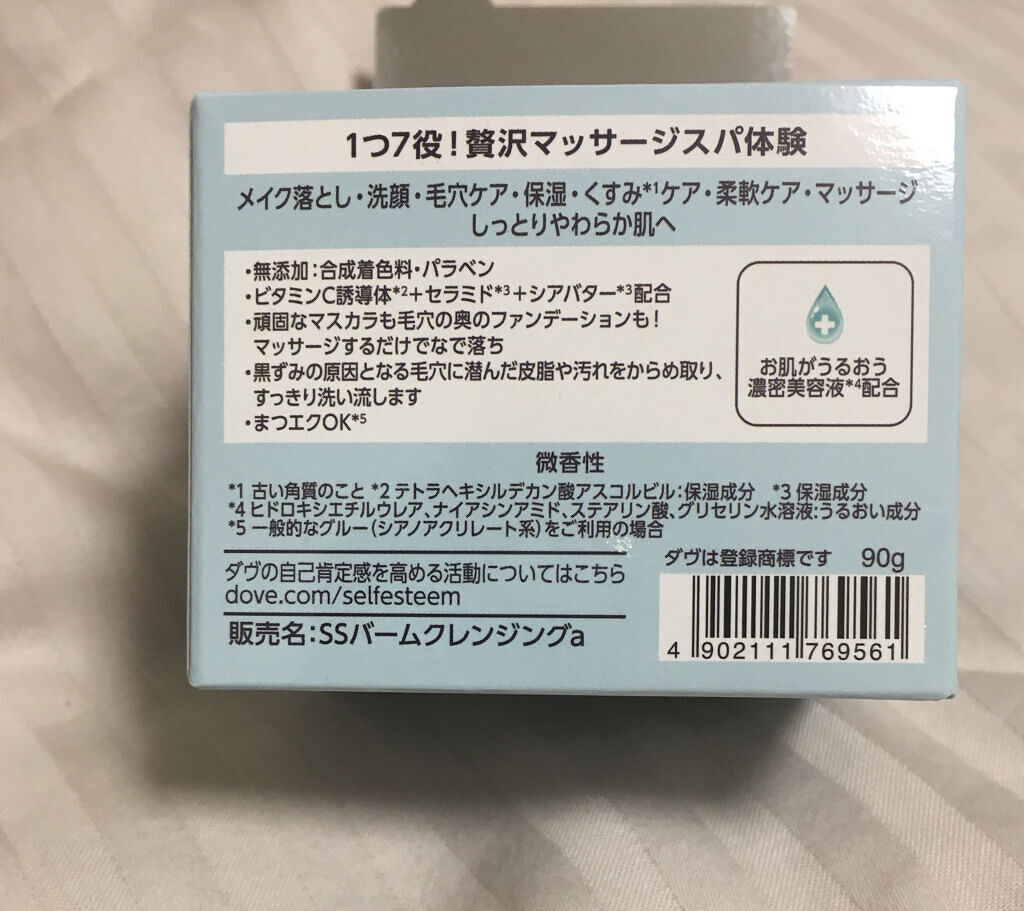 1つ7役!贅沢マッサージスパ体験
メイク落とし・洗顔・毛穴ケア・保湿・くすみ*1ケア・柔軟ケア・マッサージ
しっとりやわらか肌へ
・無添加:合成着色料・パラベン
・ビタミンC誘導体*2+セラミド*3+シアバター*3配合
・頑固なマスカラも毛穴の奥のファンデーションも!
マッサージするだけでなで落ち
・黒ずみの原因となる毛穴に潜んだ皮脂や汚れをからめ取り、
すっきり洗い流します
・まつエクOK*5
お肌がうるおう
濃密美容液*4配合
微香性
*1 古い角質のこと *2 テトラヘキシルデカン酸アスコルビル:保湿成分 *3 保湿成分
*4 ヒドロキシエチルウレア、ナイアシンアミド、ステアリン酸、グリセリン水溶液:うるおい成分
*5 一般的なグルー(シアノアクリレート系)をご利用の場合
ダヴの自己肯定感を高める活動についてはこちら
dove.com/selfesteem
販売名:SSバームクレンジングa
ダヴは登録商標です 90g
4 902111 769561